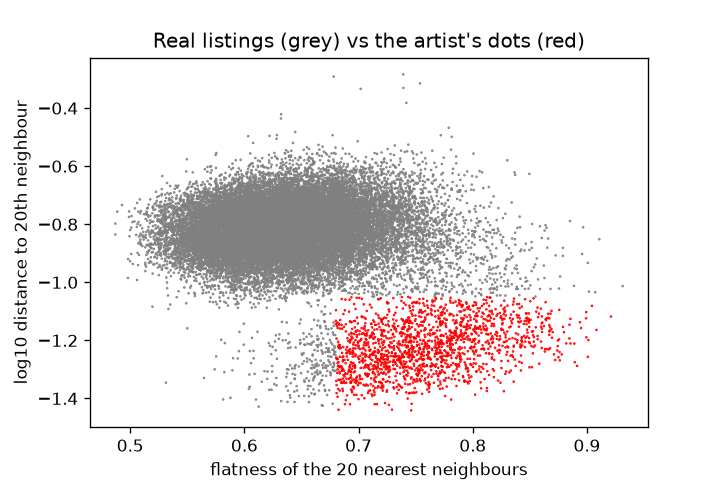 Real listings (grey) vs the artist's dots (red)
log10 distance to 20th neighbour
−0.4
−0.6
−0.8
−1.0
−1.2
−1.4
0.5 0.6 0.7 0.8 0.9
flatness of the 20 nearest neighbours